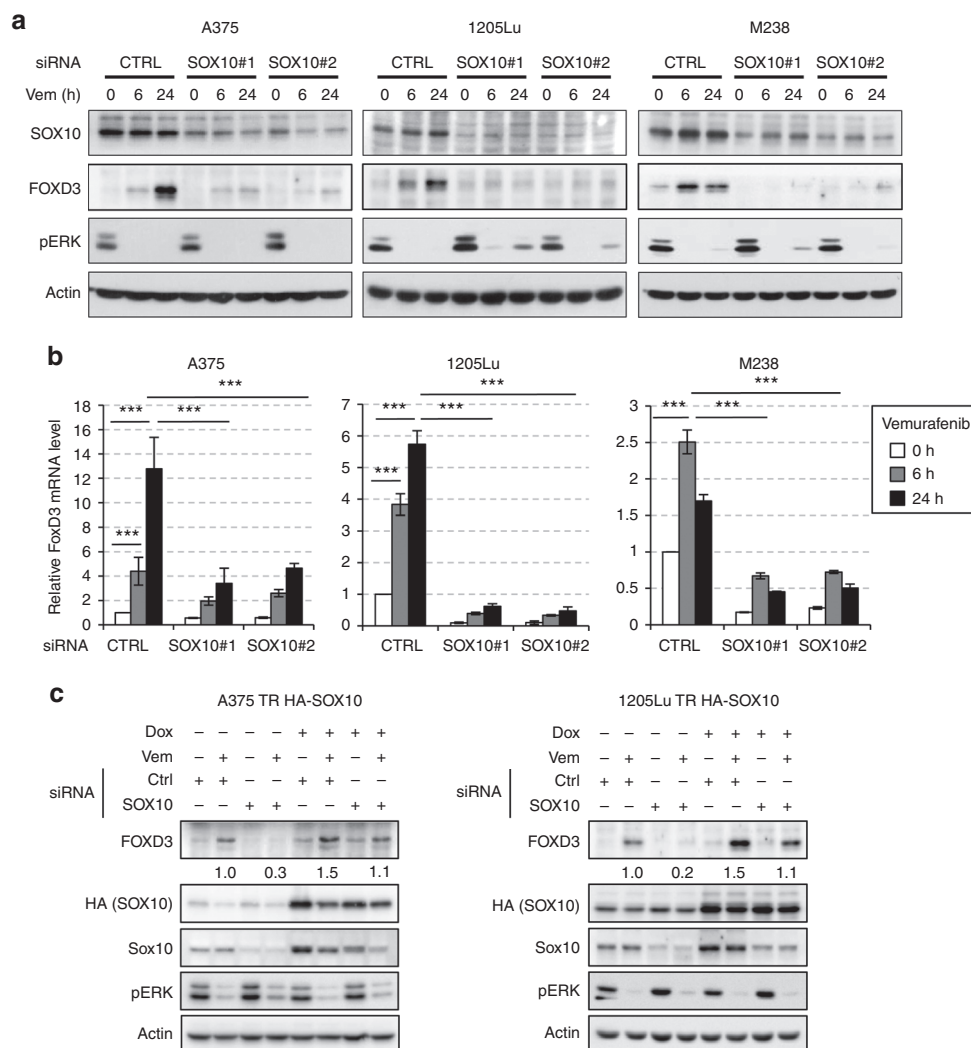 a
A375 1205Lu M238
siRNA CTRL SOX10#1 SOX10#2 CTRL SOX10#1 SOX10#2 CTRL SOX10#1 SOX10#2
Vem (h) 0 6 24 0 6 24 0 6 24 0 6 24 0 6 24 0 6 24 0 6 24 0 6 24 0 6 24
SOX10
FOXD3
pERK
Actin
b
A375 1205Lu M238
Relative FoxD3 mRNA level
18
16
14
12
10
8
6
4
2
0
*** *** *** ***
siRNA CTRL SOX10#1 SOX10#2
7
6
5
4
3
2
1
0
*** *** *** ***
CTRL SOX10#1 SOX10#2
3
2.5
2
1.5
1
0.5
0
*** *** ***
CTRL SOX10#1 SOX10#2
Vemurafenib
0 h
6 h
24 h
c
A375 TR HA-SOX10
Dox – – – – + + + +
Vem – + – + – + – +
siRNA
Ctrl + + – – + + – –
SOX10 – – + + – – + +
FOXD3
1.0 0.3 1.5 1.1
HA (SOX10)
Sox10
pERK
Actin
1205Lu TR HA-SOX10
Dox – – – – + + + +
Vem – + – + – + – +
siRNA
Ctrl + + – – + + – –
SOX10 – – + + – – + +
FOXD3
1.0 0.2 1.5 1.1
HA (SOX10)
Sox10
pERK
Actin